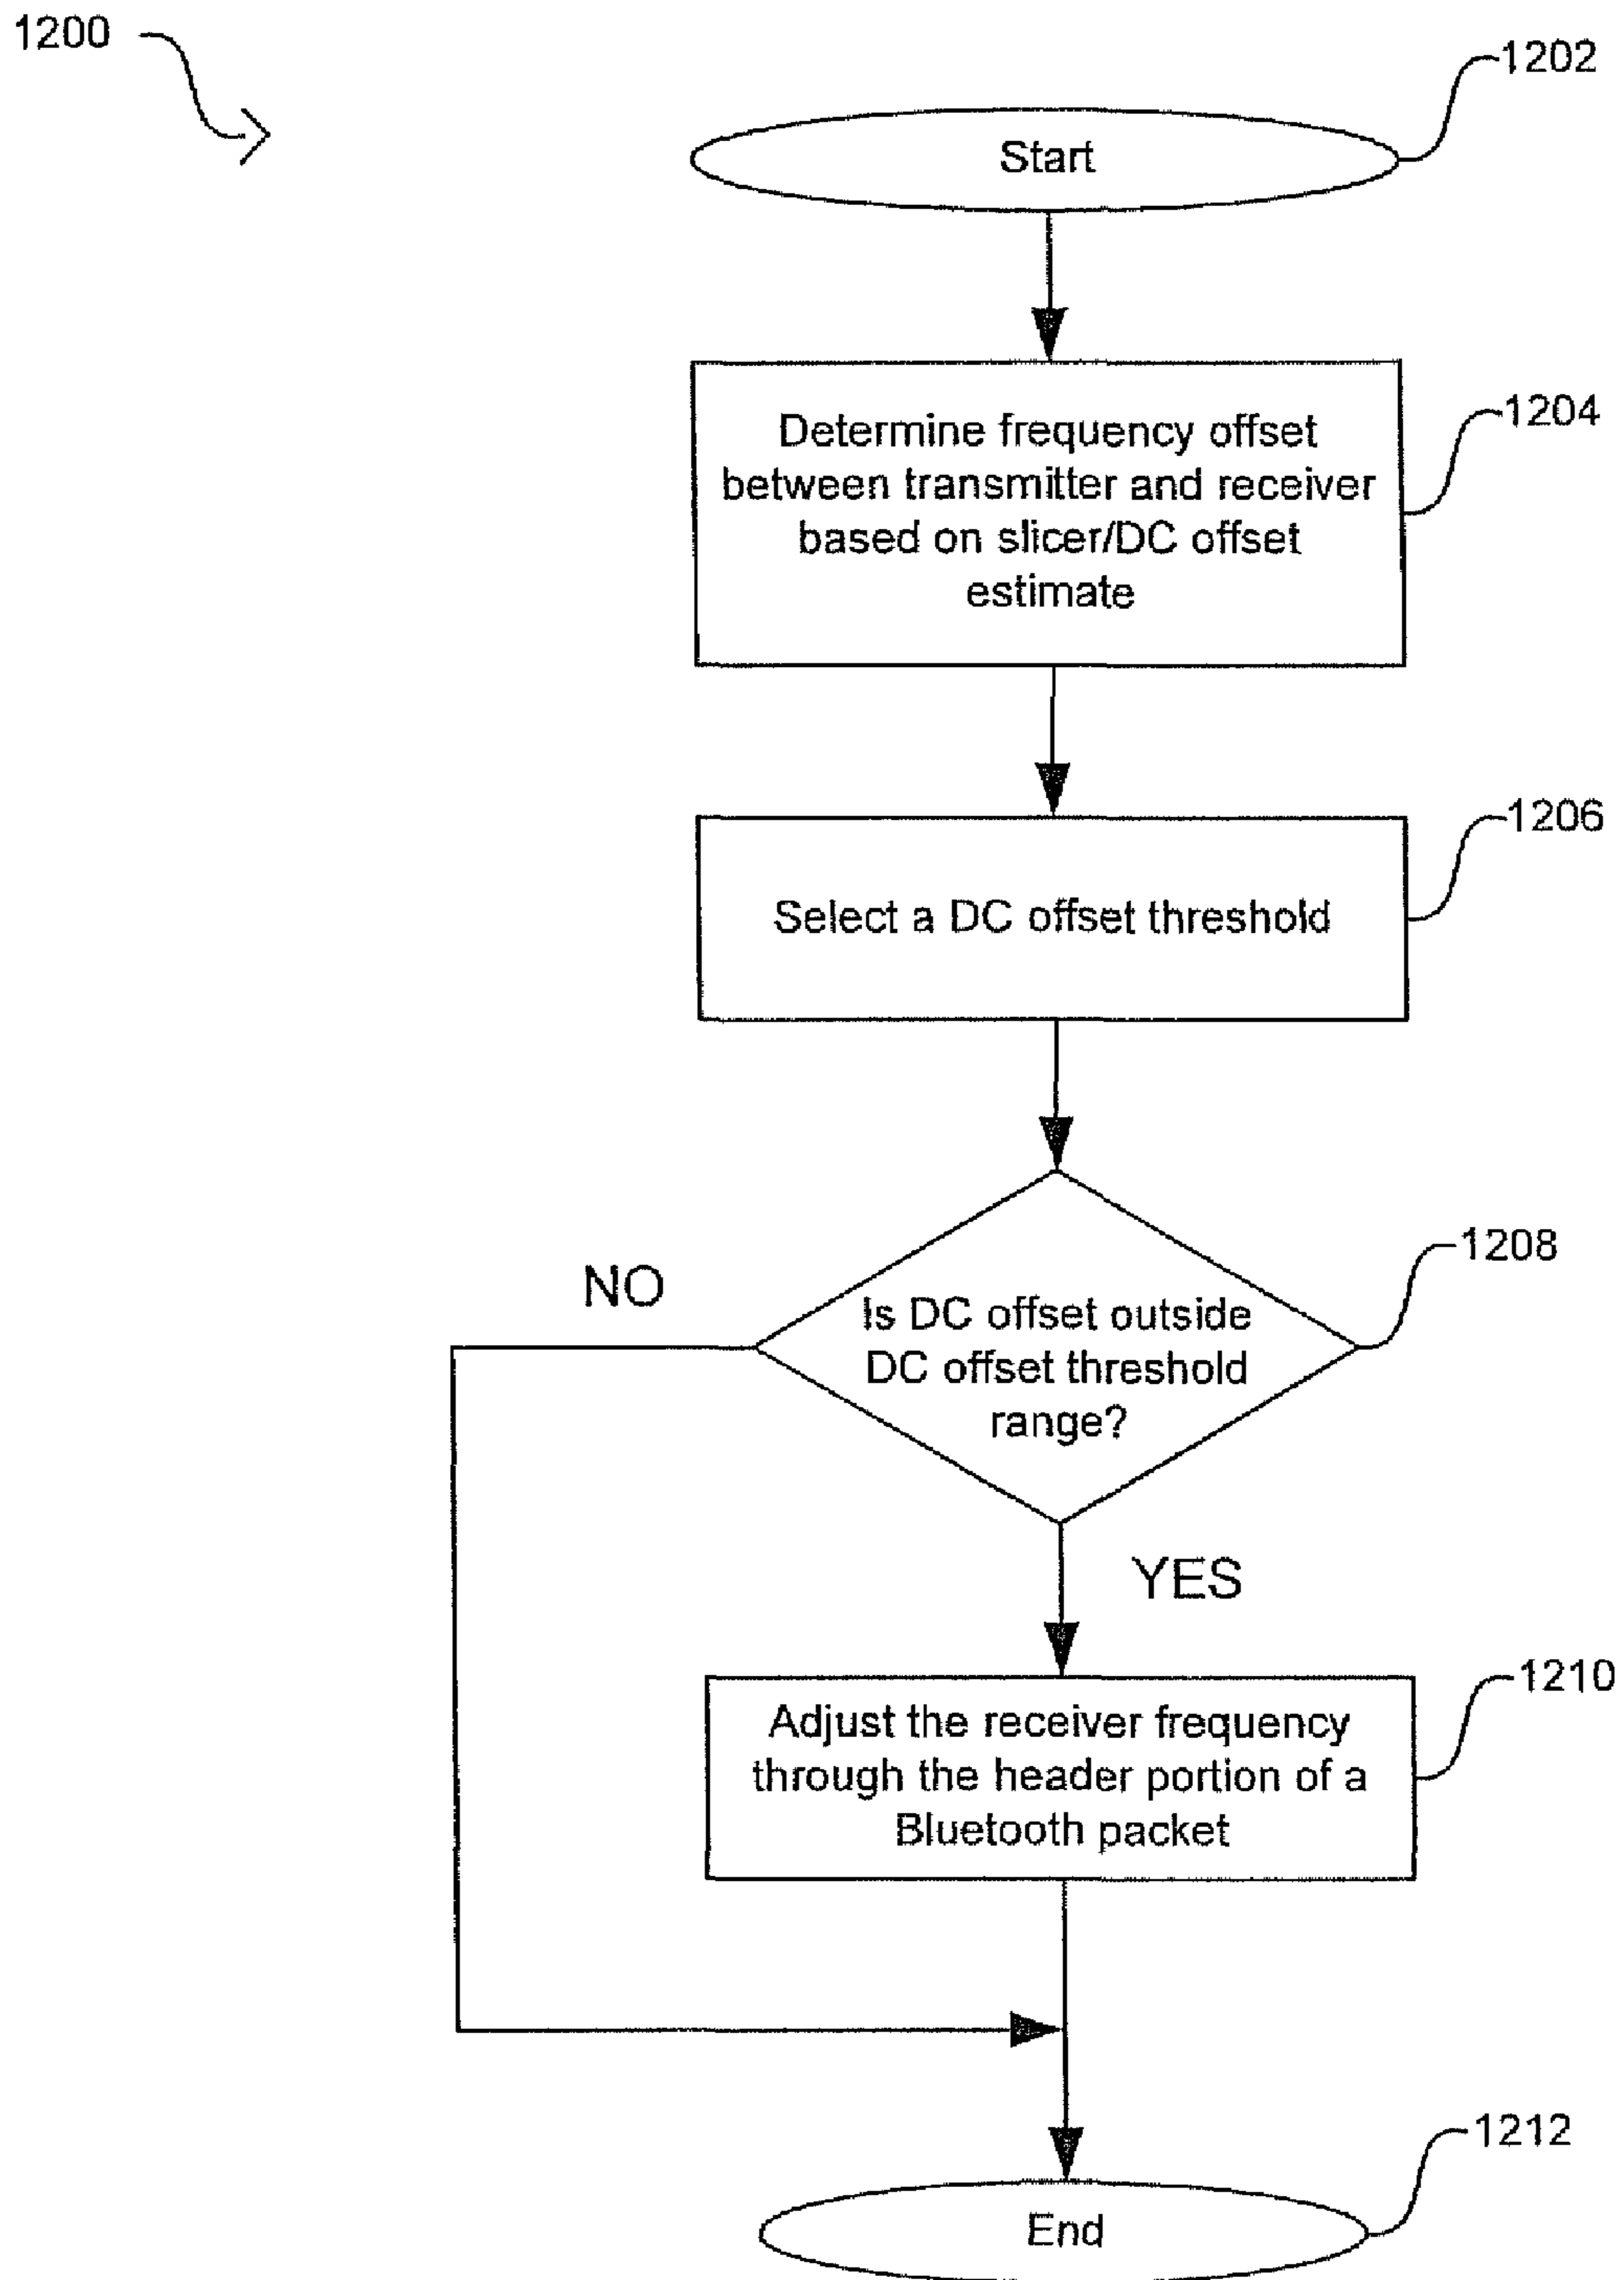 1200
1202
Start
Determine frequency offset
between transmitter and receiver
based on slicer/DC offset
estimate
1204
1206
Select a DC offset threshold
NO
1208
Is DC offset outside
DC offset threshold
range?
YES
1210
Adjust the receiver frequency
through the header portion of a
Bluetooth packet
1212
End